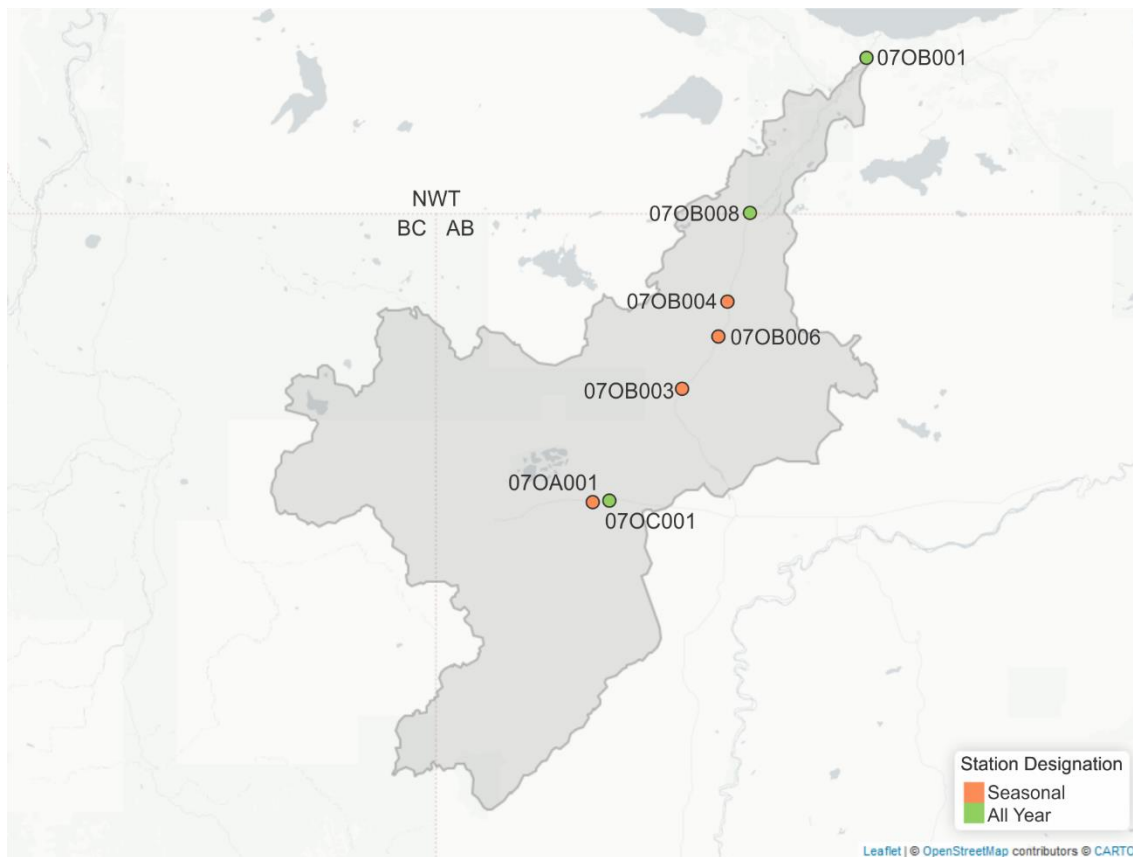 07OB001
NWT
07OB008
BC AB
07OB004
07OB006
07OB003
07OA001
07OC001
Station Designation
Seasonal
All Year
Leaflet | © OpenStreetMap contributors © CARTO